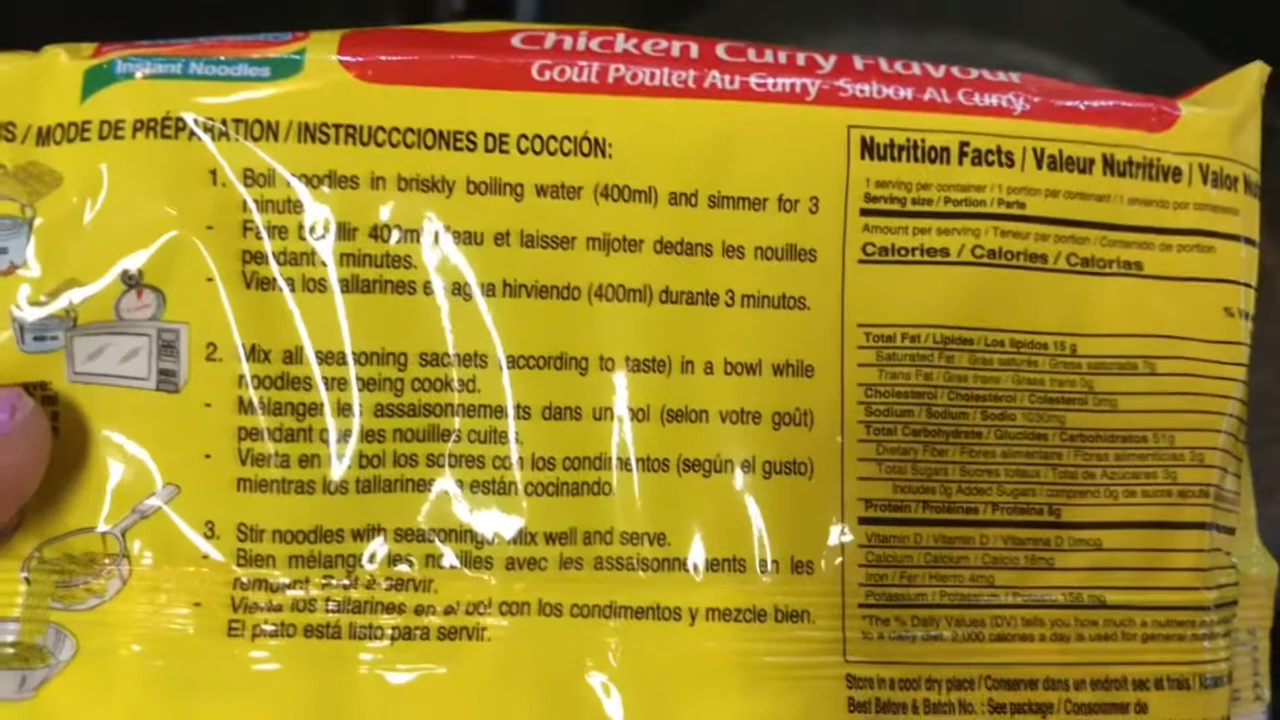 Instant Noodles
Chicken Curry Flavour
Goût Poulet Au Curry- Sabor Al Curry
/ MODE DE PRÉPARATION / INSTRUCCCIONES DE COCCIÓN:
1. Boil noodles in briskly boiling water (400ml) and simmer for 3
minute
- Faire bouillir 400ml d'eau et laisser mijoter dedans les nouilles
pendant 3 minutes.
- Vierta los tallarines en agua hirviendo (400ml) durante 3 minutos.
2. Mix all seasoning sachets (according to taste) in a bowl while
noodles are being cooked.
- Mélanger les assaisonnements dans un bol (selon votre goût)
pendant que les nouilles cuites.
- Vierta en un bol los sobres con los condimentos (según el gusto)
mientras los tallarines se están cocinando.
3. Stir noodles with seasonings. Mix well and serve.
- Bien mélanger les nouilles avec les assaisonnements en les
remuant. Prêt à servir.
- Vierta los tallarines en el bol con los condimentos y mezcle bien.
El plato está listo para servir.
Nutrition Facts / Valeur Nutritive / Valor
1 serving per container / 1 portion par contenant / 1
Serving size / Portion / Parte
Amount per serving / Teneur par portion / Contenido de portion
Calories / Calories / Calorias
%
Total Fat / Lipides / Los lipidos 15 g
Saturated Fat / Gras saturés / Grasa saturada 7g
Trans Fat / Gras trans / Grasa trans 0g
Cholesterol / Cholestérol / Colesterol 0mg
Sodium / Sodium / Sodio 1030mg
Total Carbohydrate / Glucides / Carbohidratos 51g
Dietary Fiber / Fibres alimentaire / Fibras alimenticias 2g
Total Sugars / Sucres totaux / Total de Azúcares 3g
Includes 0g Added Sugars / comprend 0g de sucre ajouté
Protein / Protéines / Proteina 8g
Vitamin D / Vitamin D / Vitamina D 0mcg
Calcium / Calcium / Calcio 16mg
Iron / Fer / Hierro 4mg
Potassium / Potassium / Potasio 156 mg
*The % Daily Values (DV) tells you how much a nutrient
to a daily diet. 2,000 calories a day is used for general
Store in a cool dry place / Conserver dans un endroit sec et frais /
Best Before & Batch No. : See package / Consommer de